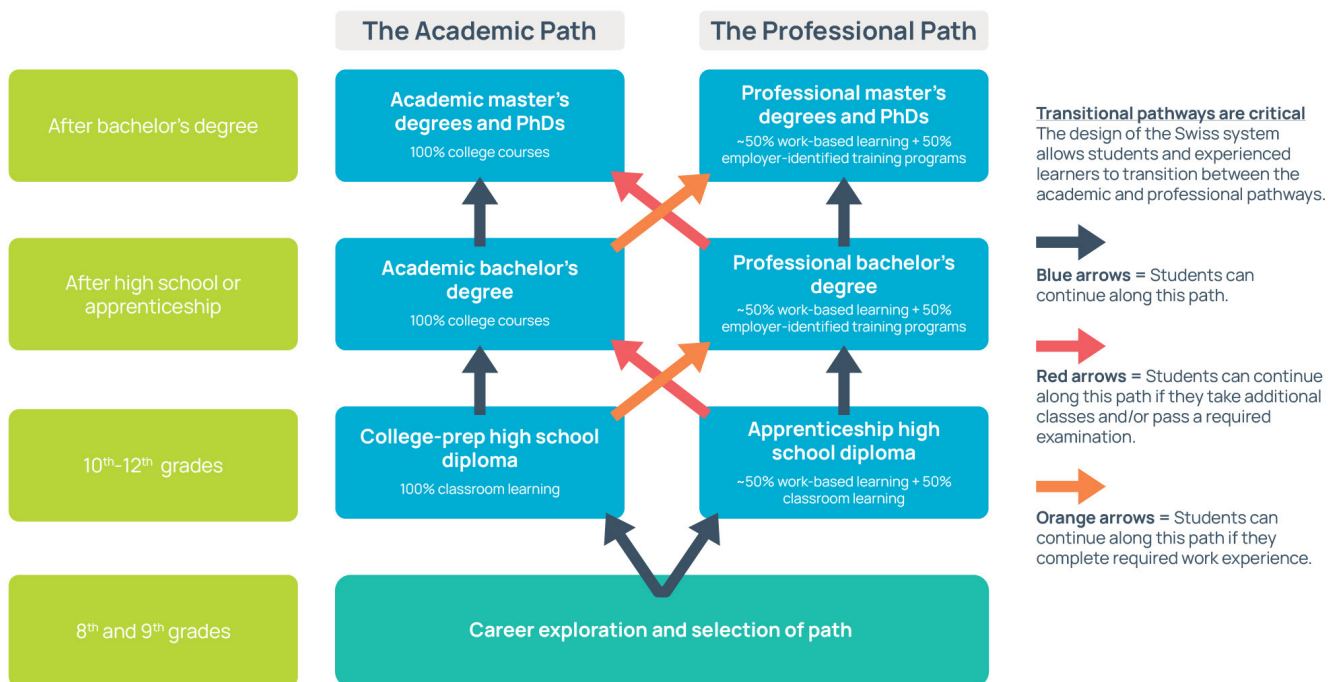 The Academic Path
The Professional Path
After bachelor's degree
Academic master's
degrees and PhDs
100% college courses
Professional master's
degrees and PhDs
~50% work-based learning + 50%
employer-identified training programs
After high school or
apprenticeship
Academic bachelor's
degree
100% college courses
Professional bachelor's
degree
~50% work-based learning + 50%
employer-identified training programs
10th-12th grades
College-prep high school
diploma
100% classroom learning
Apprenticeship high
school diploma
~50% work-based learning + 50%
classroom learning
8th and 9th grades
Career exploration and selection of path
Transitional pathways are critical
The design of the Swiss system
allows students and experienced
learners to transition between the
academic and professional pathways.
Blue arrows = Students can
continue along this path.
Red arrows = Students can continue
along this path if they take additional
classes and/or pass a required
examination.
Orange arrows = Students can
continue along this path if they
complete required work experience.